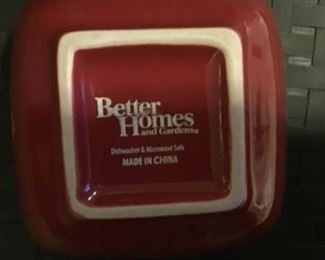 Better
Homes
and Gardens®
Dishwasher & Microwave Safe
MADE IN CHINA